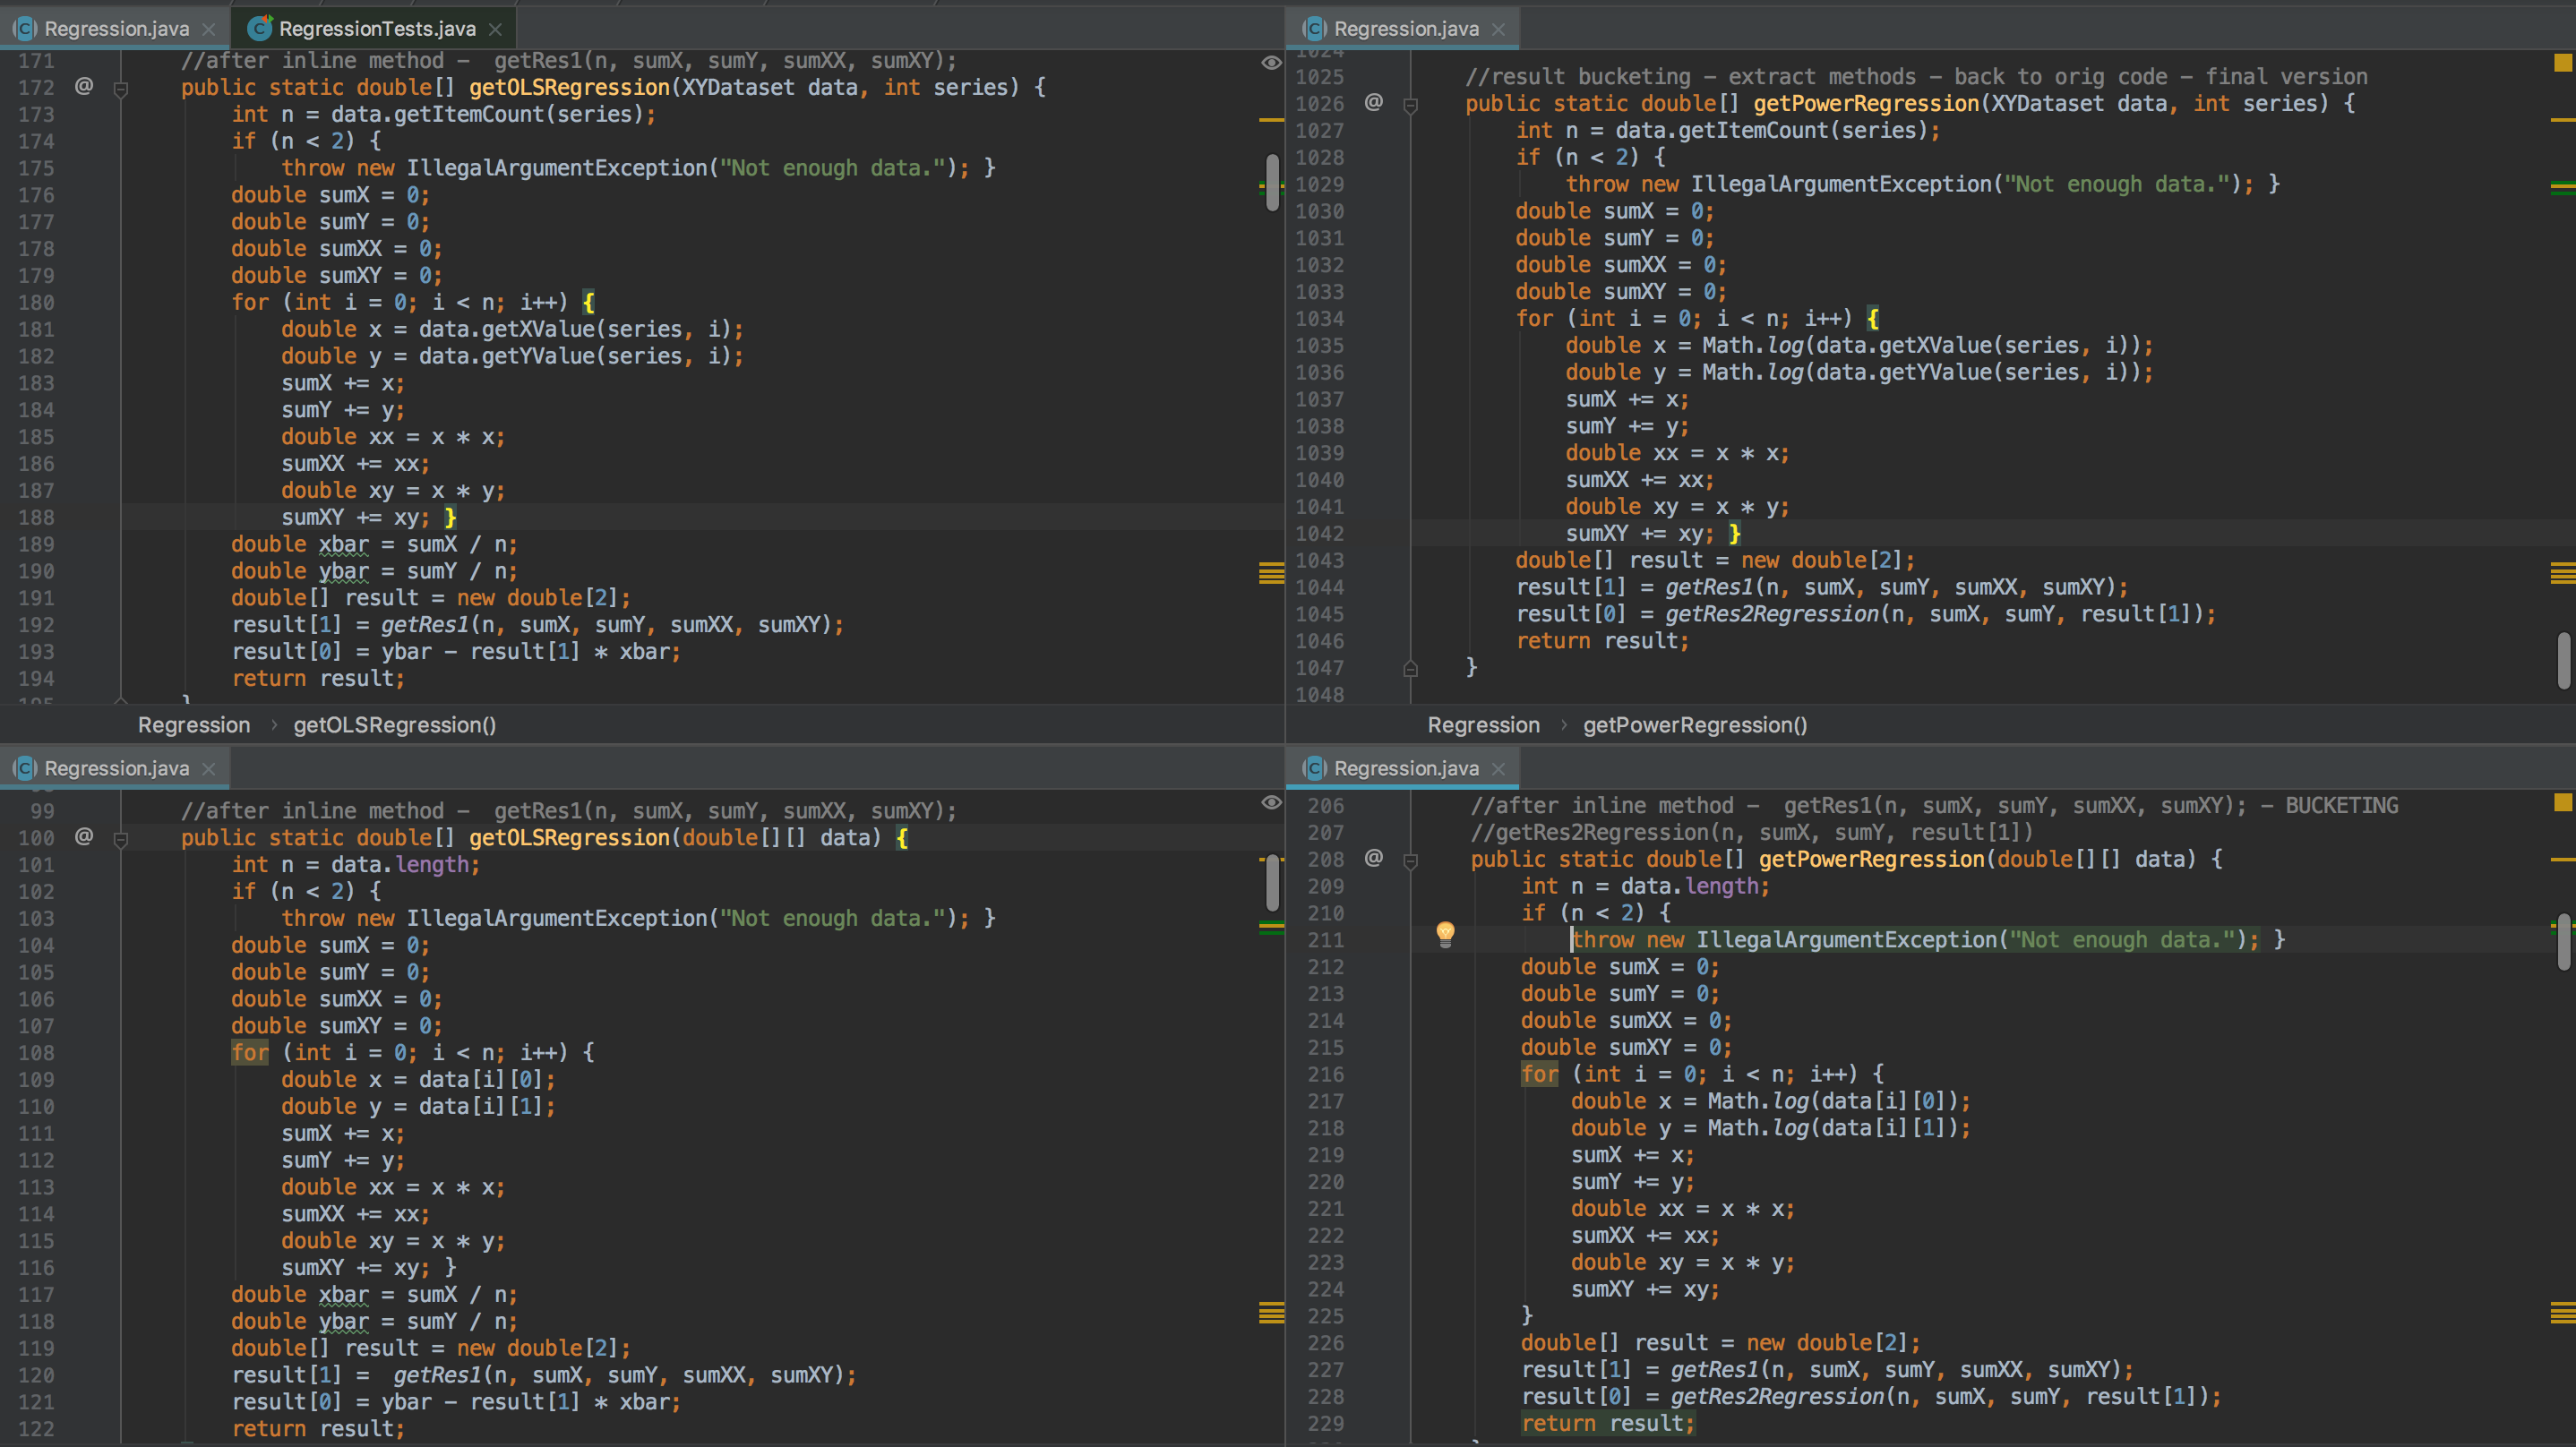 Regression.java
RegressionTests.java
171 //after inline method -  getRes1(n, sumX, sumY, sumXX, sumXY);
172 @ public static double[] getOLSRegression(XYDataset data, int series) {
173 int n = data.getItemCount(series);
174 if (n < 2) {
175 throw new IllegalArgumentException("Not enough data."); }
176 double sumX = 0;
177 double sumY = 0;
178 double sumXX = 0;
179 double sumXY = 0;
180 for (int i = 0; i < n; i++) {
181 double x = data.getXValue(series, i);
182 double y = data.getYValue(series, i);
183 sumX += x;
184 sumY += y;
185 double xx = x * x;
186 sumXX += xx;
187 double xy = x * y;
188 sumXY += xy; }
189 double xbar = sumX / n;
190 double ybar = sumY / n;
191 double[] result = new double[2];
192 result[1] = getRes1(n, sumX, sumY, sumXX, sumXY);
193 result[0] = ybar - result[1] * xbar;
194 return result;
195 }
Regression › getOLSRegression()
Regression.java
1024
1025 //result bucketing - extract methods - back to orig code - final version
1026 @ public static double[] getPowerRegression(XYDataset data, int series) {
1027 int n = data.getItemCount(series);
1028 if (n < 2) {
1029 throw new IllegalArgumentException("Not enough data."); }
1030 double sumX = 0;
1031 double sumY = 0;
1032 double sumXX = 0;
1033 double sumXY = 0;
1034 for (int i = 0; i < n; i++) {
1035 double x = Math.log(data.getXValue(series, i));
1036 double y = Math.log(data.getYValue(series, i));
1037 sumX += x;
1038 sumY += y;
1039 double xx = x * x;
1040 sumXX += xx;
1041 double xy = x * y;
1042 sumXY += xy; }
1043 double[] result = new double[2];
1044 result[1] = getRes1(n, sumX, sumY, sumXX, sumXY);
1045 result[0] = getRes2Regression(n, sumX, sumY, result[1]);
1046 return result;
1047 }
1048
Regression › getPowerRegression()
Regression.java
99 //after inline method -  getRes1(n, sumX, sumY, sumXX, sumXY);
100 @ public static double[] getOLSRegression(double[][] data) {
101 int n = data.length;
102 if (n < 2) {
103 throw new IllegalArgumentException("Not enough data."); }
104 double sumX = 0;
105 double sumY = 0;
106 double sumXX = 0;
107 double sumXY = 0;
108 for (int i = 0; i < n; i++) {
109 double x = data[i][0];
110 double y = data[i][1];
111 sumX += x;
112 sumY += y;
113 double xx = x * x;
114 sumXX += xx;
115 double xy = x * y;
116 sumXY += xy; }
117 double xbar = sumX / n;
118 double ybar = sumY / n;
119 double[] result = new double[2];
120 result[1] =  getRes1(n, sumX, sumY, sumXX, sumXY);
121 result[0] = ybar - result[1] * xbar;
122 return result;
Regression.java
206 //after inline method -  getRes1(n, sumX, sumY, sumXX, sumXY); - BUCKETING
207 //getRes2Regression(n, sumX, sumY, result[1])
208 @ public static double[] getPowerRegression(double[][] data) {
209 int n = data.length;
210 if (n < 2) {
211 throw new IllegalArgumentException("Not enough data."); }
212 double sumX = 0;
213 double sumY = 0;
214 double sumXX = 0;
215 double sumXY = 0;
216 for (int i = 0; i < n; i++) {
217 double x = Math.log(data[i][0]);
218 double y = Math.log(data[i][1]);
219 sumX += x;
220 sumY += y;
221 double xx = x * x;
222 sumXX += xx;
223 double xy = x * y;
224 sumXY += xy;
225 }
226 double[] result = new double[2];
227 result[1] = getRes1(n, sumX, sumY, sumXX, sumXY);
228 result[0] = getRes2Regression(n, sumX, sumY, result[1]);
229 return result;